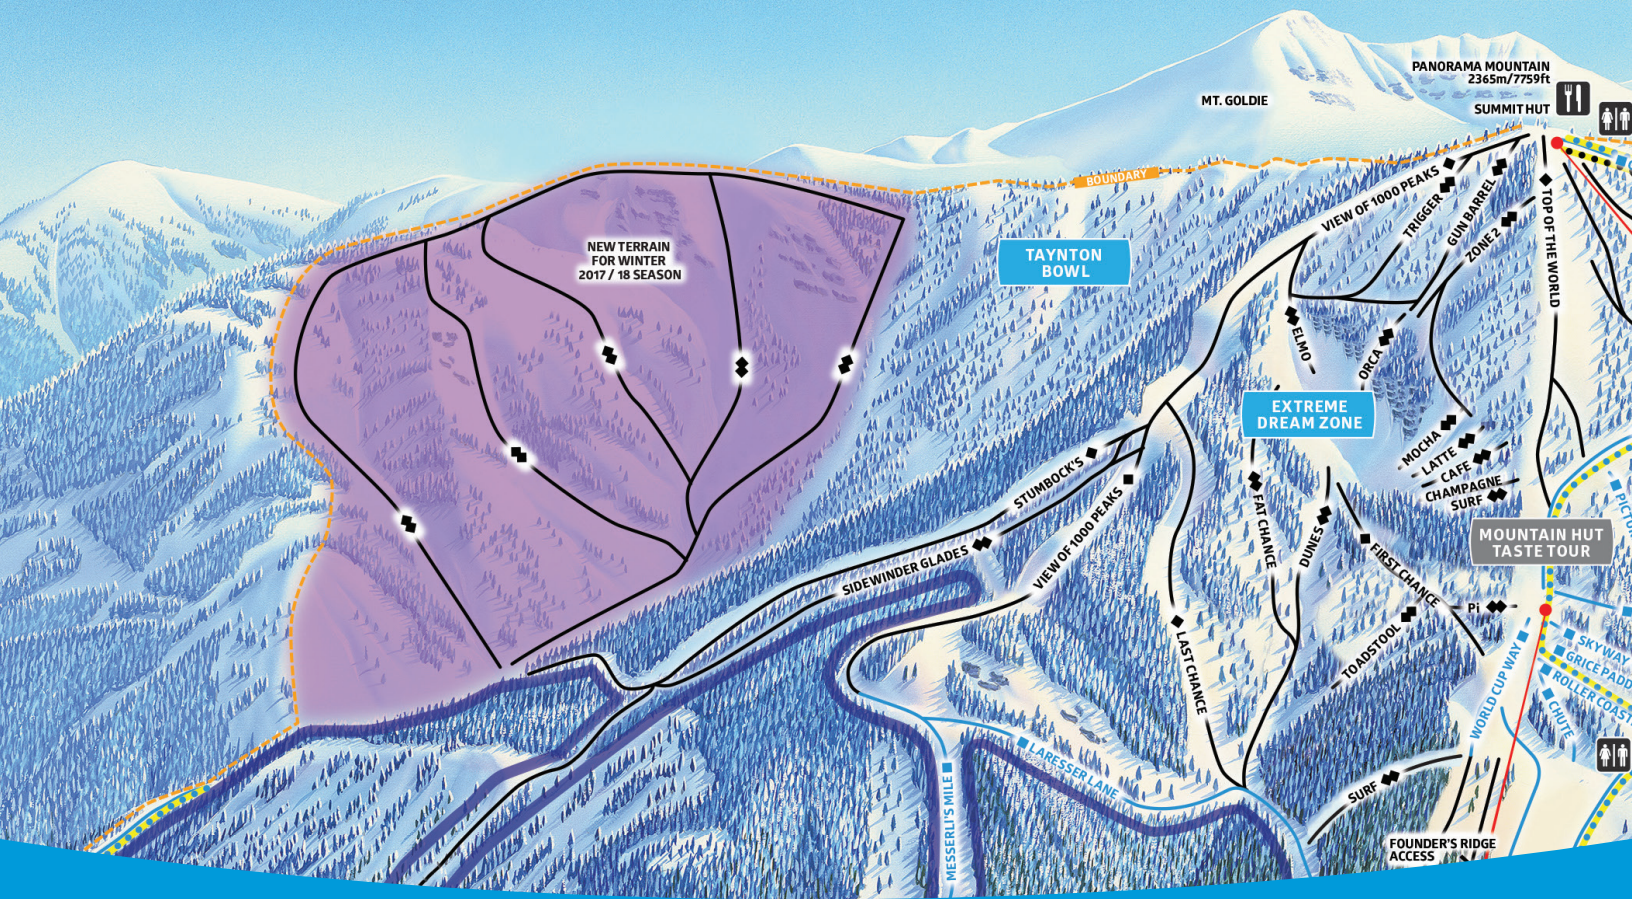 PANORAMA MOUNTAIN
2365m/7759ft
SUMMIT HUT
MT. GOLDIE
BOUNDARY
NEW TERRAIN
FOR WINTER
2017 / 18 SEASON
TAYNTON
BOWL
VIEW OF 1000 PEAKS
TRIGGER
GUN BARREL
ZONE 2
TOP OF THE WORLD
ELMO
ORCA
EXTREME
DREAM ZONE
MOCHA
LATTE
CAFE
CHAMPAGNE
SURF
STUMBOCK'S
SIDEWINDER GLADES
VIEW OF 1000 PEAKS
FAT CHANCE
DUNES
FIRST CHANCE
MOUNTAIN HUT
TASTE TOUR
Pi
TOADSTOOL
LAST CHANCE
WORLD CUP WAY
SKYWAY
GRICE PADD
ROLLER COAST
CHUTE
LARESSER LANE
MESSERLI'S MILE
SURF
FOUNDER'S RIDGE
ACCESS